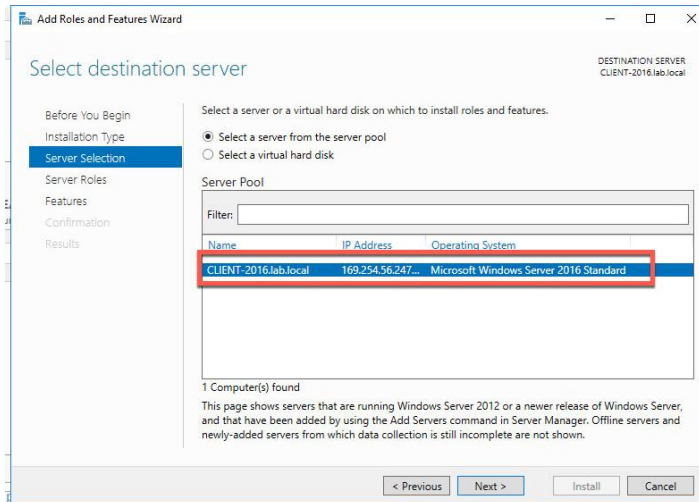 Add Roles and Features Wizard
Select destination server
DESTINATION SERVER
CLIENT-2016.lab.local
Before You Begin
Installation Type
Server Selection
Server Roles
Features
Confirmation
Results
Select a server or a virtual hard disk on which to install roles and features.
Select a server from the server pool
Select a virtual hard disk
Server Pool
Filter:
Name IP Address Operating System
CLIENT-2016.lab.local 169.254.56.247... Microsoft Windows Server 2016 Standard
1 Computer(s) found
This page shows servers that are running Windows Server 2012 or a newer release of Windows Server,
and that have been added by using the Add Servers command in Server Manager. Offline servers and
newly-added servers from which data collection is still incomplete are not shown.
< Previous Next > Install Cancel